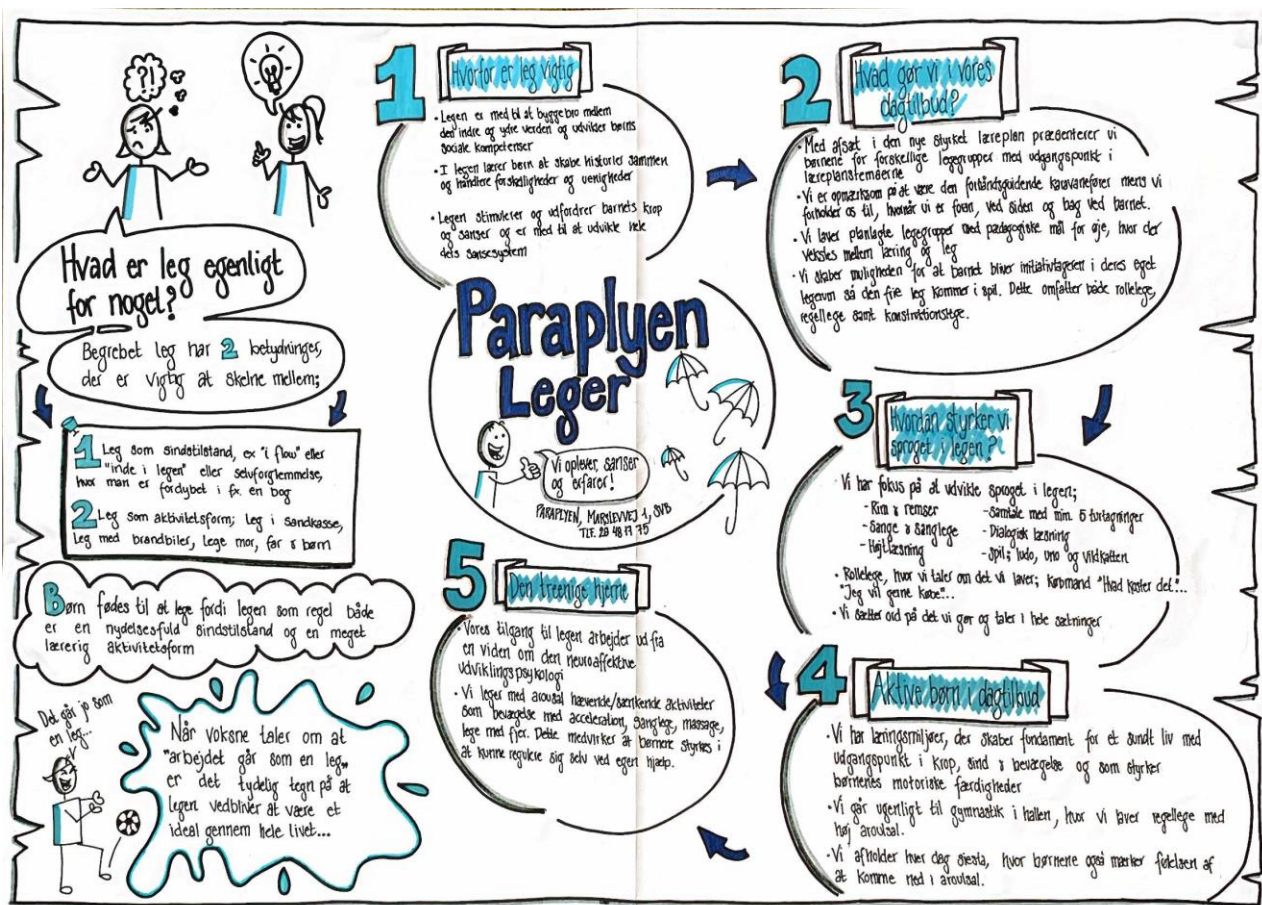 ?!
Hvad er leg egenligt
for noget?
Begrebet leg har 2 betydninger,
der er vigtig at skelne mellem;
1 Leg som sindstilstand, ex "i flow" eller
"inde i legen" eller selvforglemmelse,
hvor man er fordybet i fx. en bog
2 Leg som aktivitetsform; leg i sandkasse,
Leg med brandbiler, lege mor, far & børn
Børn fødes til at lege fordi legen som regel både
er en nydelsesfuld sindstilstand og en meget
lærerig aktivitetsform
Det går jo som
en leg...
Når voksne taler om at
"arbejdet går som en leg"
er det tydelig tegn på at
legen vedbliver at være et
ideal gennem hele livet...
1 Hvorfor er leg vigtig
• Legen er med til at bygge bro mellem
den indre og ydre verden og udvikler børns
sociale kompetenser
• I legen lærer børn at skabe historier sammen
og håndtere forskelligheder og uenigheder
• Legen stimulerer og udfordrer barnets krop
og sanser og er med til at udvikle hele
dets sansesystem
Paraplyen
Leger
Vi oplever, sanser
og erfarer!
PARAPLYEN, MARSLEVVEJ 1, SVB
TLF. 29 48 17 75
2 Hvad gør vi i vores
dagtilbud?
• Med afsæt i den nye styrket læreplan præsenterer vi
børnene for forskellige legegrupper med udgangspunkt i
læreplanstemaerne
• Vi er opmærksom på at være den forhåndsguidende karavanefører mens vi
forholder os til, hvornår vi er foran, ved siden og bag ved barnet.
• Vi laver planlagte legegrupper med pædagogiske mål for øje, hvor der
veksles mellem læring og leg
• Vi skaber muligheden for at barnet bliver initiativtageren i deres eget
legerum så den frie leg kommer i spil. Dette omfatter både rollelege,
regellege samt konstruktionslege.
3 Hvordan styrker vi
sproget i legen?
Vi har fokus på at udvikle sproget i legen;
- Rim & remser
- Sange & sanglege
- Højtlæsning
- Samtale med min. 5 turtagninger
- Dialogisk læsning
- Spil; ludo, uno og vildkatten
• Rollelege, hvor vi taler om det vi laver; købmand "Hvad koster det"...
"Jeg vil gerne købe"...
• Vi sætter ord på det vi gør og taler i hele sætninger
4 Aktive børn i dagtilbud
• Vi har læringsmiljøer, der skaber fundament for et sundt liv med
udgangspunkt i krop, sind & bevægelse og som styrker
børnenes motoriske færdigheder
• Vi går ugenligt til gymnastik i hallen, hvor vi laver regellege med
høj arousal.
• Vi afholder hver dag siesta, hvor børnene også mærker følelsen af
at komme ned i arousal.
5 Den treenige hjerne
• Vores tilgang til legen arbejder ud fra
en viden om den neuroaffektive
udviklingspsykologi
• Vi leger med arousal hævende/sænkende aktiviteter
som bevægelse med acceleration, sanglege, massage,
lege med fjer. Dette medvirker at børnene styrkes i
at kunne regulere sig selv ved egen hjælp.